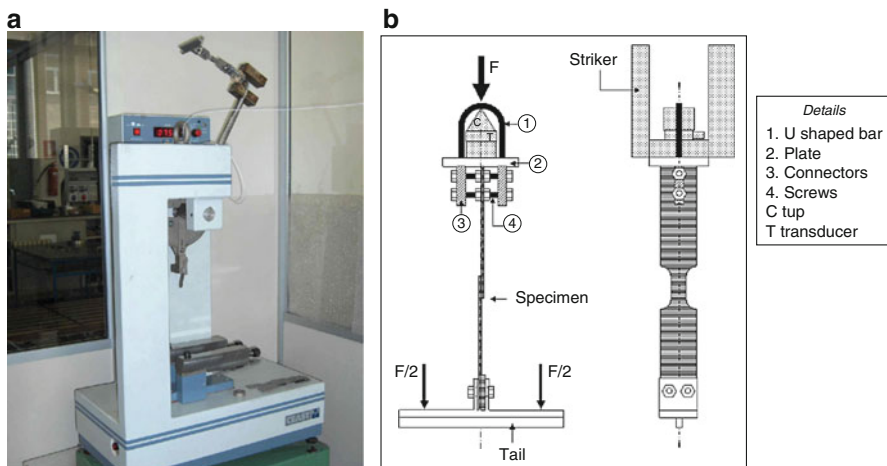 a
b
F
C
T
1
2
3
4
Specimen
F/2
F/2
Tail
Striker
Details
1. U shaped bar
2. Plate
3. Connectors
4. Screws
C tup
T transducer